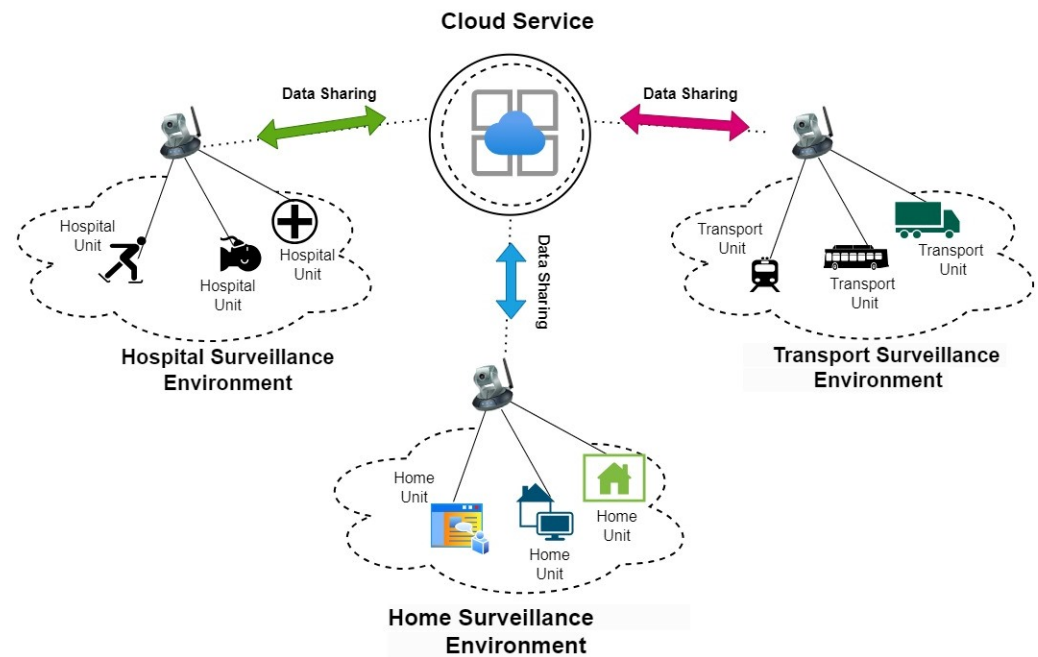 Cloud Service
Data Sharing
Data Sharing
Hospital
Unit
Hospital
Unit
Hospital
Unit
Hospital Surveillance
Environment
Data Sharing
Transport
Unit
Transport
Unit
Transport
Unit
Transport Surveillance
Environment
Home
Unit
Home
Unit
Home
Unit
Home Surveillance
Environment